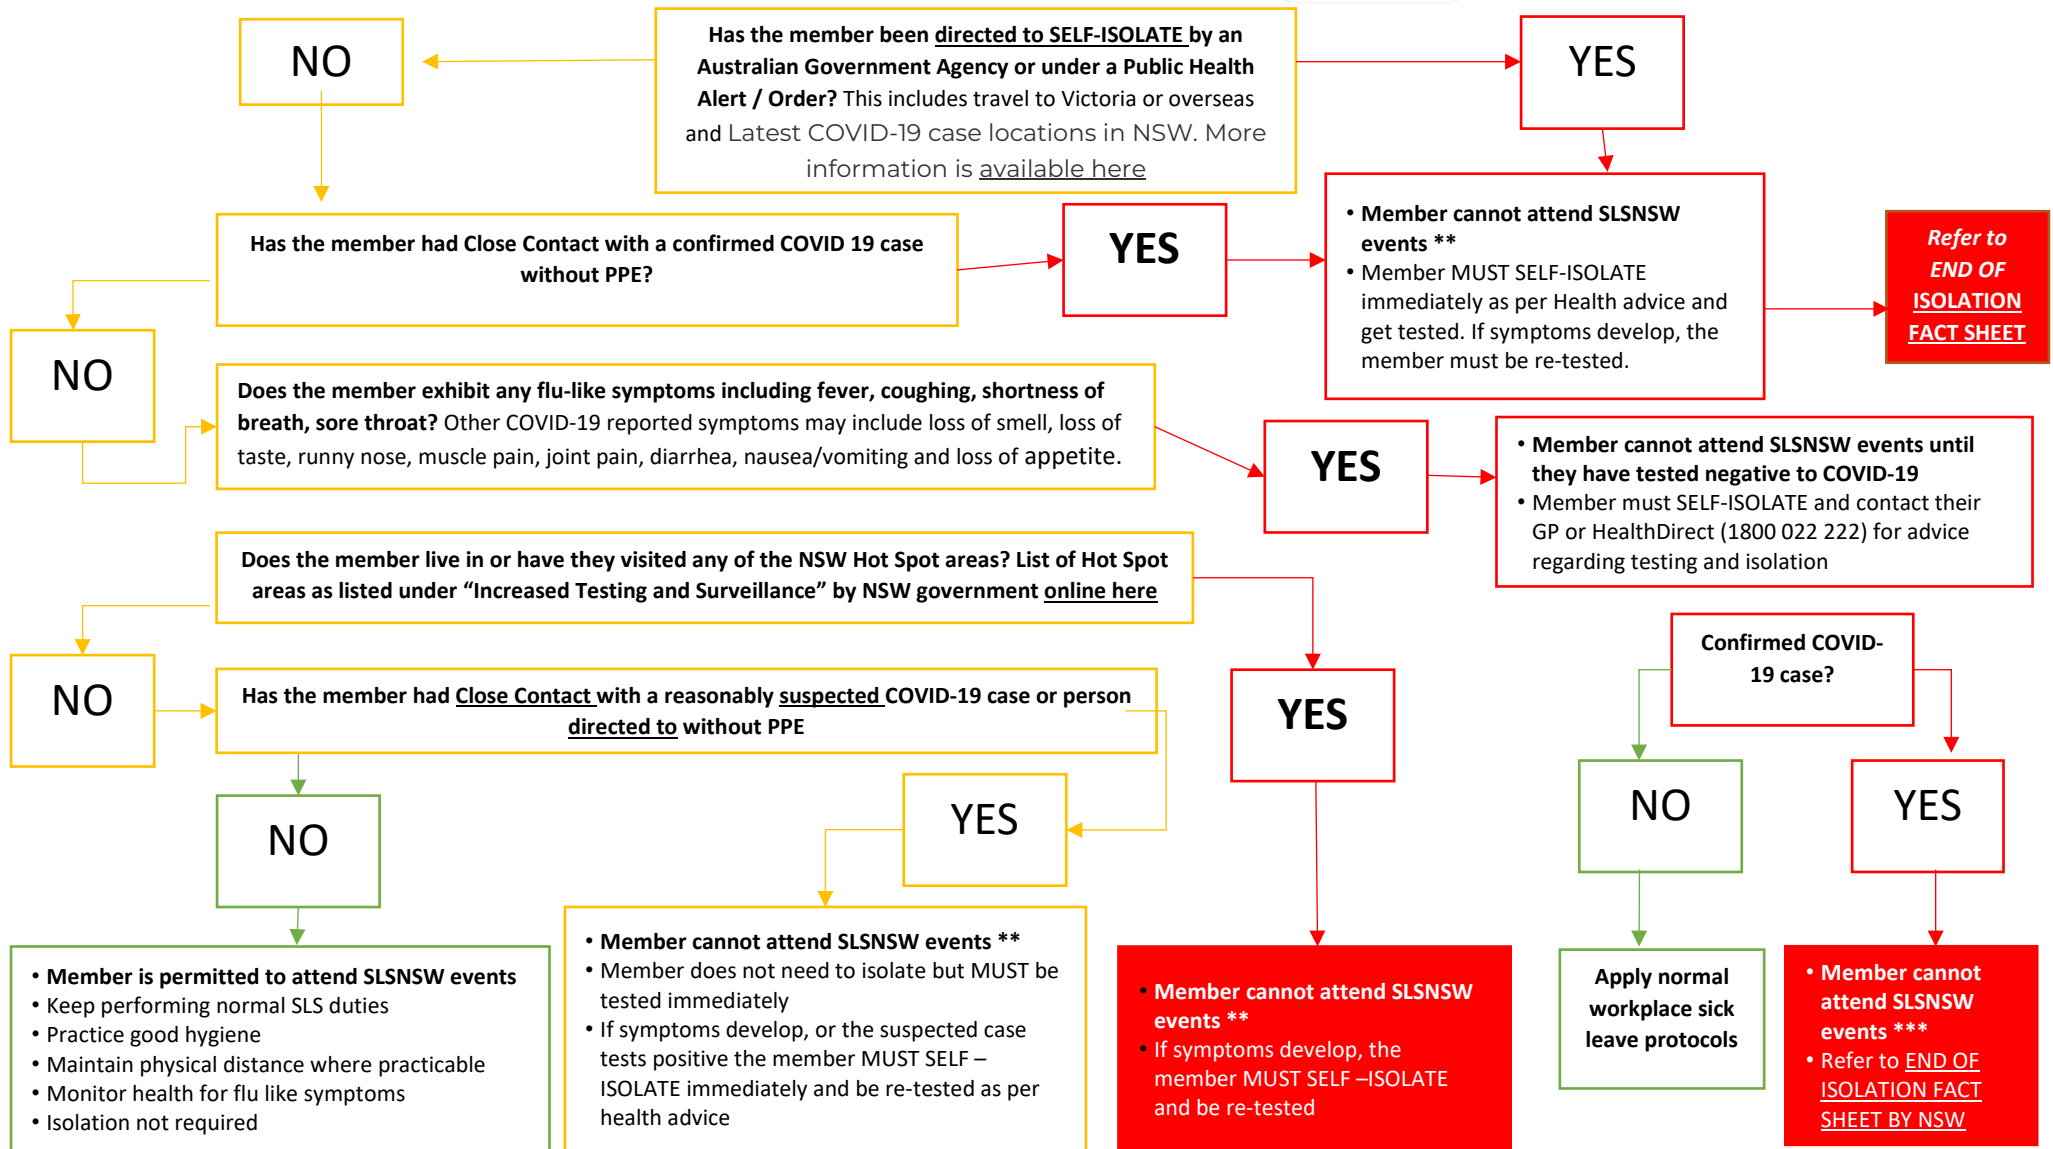 Has the member been directed to SELF-ISOLATE by an
Australian Government Agency or under a Public Health
Alert / Order? This includes travel to Victoria or overseas
and Latest COVID-19 case locations in NSW. More
information is available here
NO
YES
Has the member had Close Contact with a confirmed COVID 19 case
without PPE?
YES
• Member cannot attend SLSNSW
events **
• Member MUST SELF-ISOLATE
immediately as per Health advice and
get tested. If symptoms develop, the
member must be re-tested.
Refer to
END OF
ISOLATION
FACT SHEET
NO
Does the member exhibit any flu-like symptoms including fever, coughing, shortness of
breath, sore throat? Other COVID-19 reported symptoms may include loss of smell, loss of
taste, runny nose, muscle pain, joint pain, diarrhea, nausea/vomiting and loss of appetite.
YES
• Member cannot attend SLSNSW events until
they have tested negative to COVID-19
• Member must SELF-ISOLATE and contact their
GP or HealthDirect (1800 022 222) for advice
regarding testing and isolation
Does the member live in or have they visited any of the NSW Hot Spot areas? List of Hot Spot
areas as listed under “Increased Testing and Surveillance” by NSW government online here
NO
YES
Has the member had Close Contact with a reasonably suspected COVID-19 case or person
directed to without PPE
NO
YES
Confirmed COVID-
19 case?
NO
YES
• Member is permitted to attend SLSNSW events
• Keep performing normal SLS duties
• Practice good hygiene
• Maintain physical distance where practicable
• Monitor health for flu like symptoms
• Isolation not required
• Member cannot attend SLSNSW events **
• Member does not need to isolate but MUST be
tested immediately
• If symptoms develop, or the suspected case
tests positive the member MUST SELF –
ISOLATE immediately and be re-tested as per
health advice
• Member cannot attend SLSNSW
events **
• If symptoms develop, the
member MUST SELF –ISOLATE
and be re-tested
Apply normal
workplace sick
leave protocols
• Member cannot
attend SLSNSW
events ***
• Refer to END OF
ISOLATION FACT
SHEET BY NSW